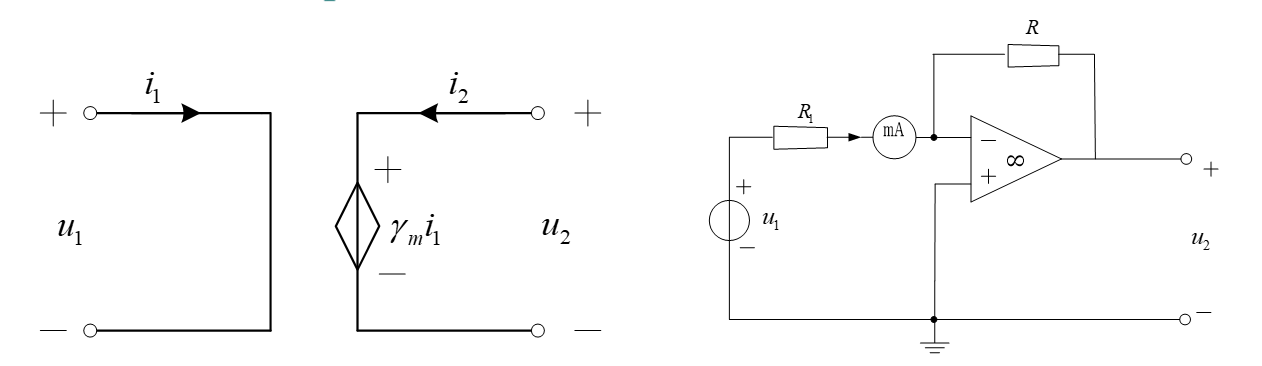 i₁
i₂
+
+
+
u₁
γₘi₁
u₂
−
−
−
R
R₁
mA
−
∞
+
+
u₁
−
+
u₂
−